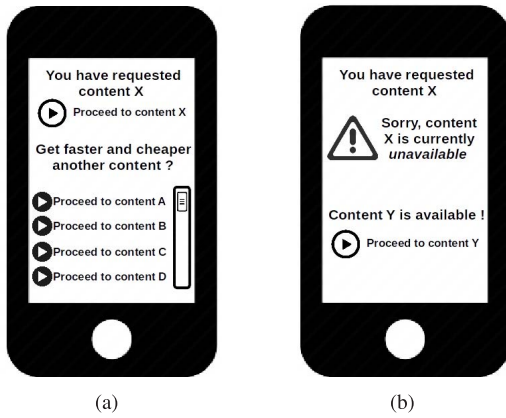 You have requested
content X
Proceed to content X
Get faster and cheaper
another content ?
Proceed to content A
Proceed to content B
Proceed to content C
Proceed to content D
(a)
You have requested
content X
Sorry, content
X is currently
unavailable
Content Y is available !
Proceed to content Y
(b)